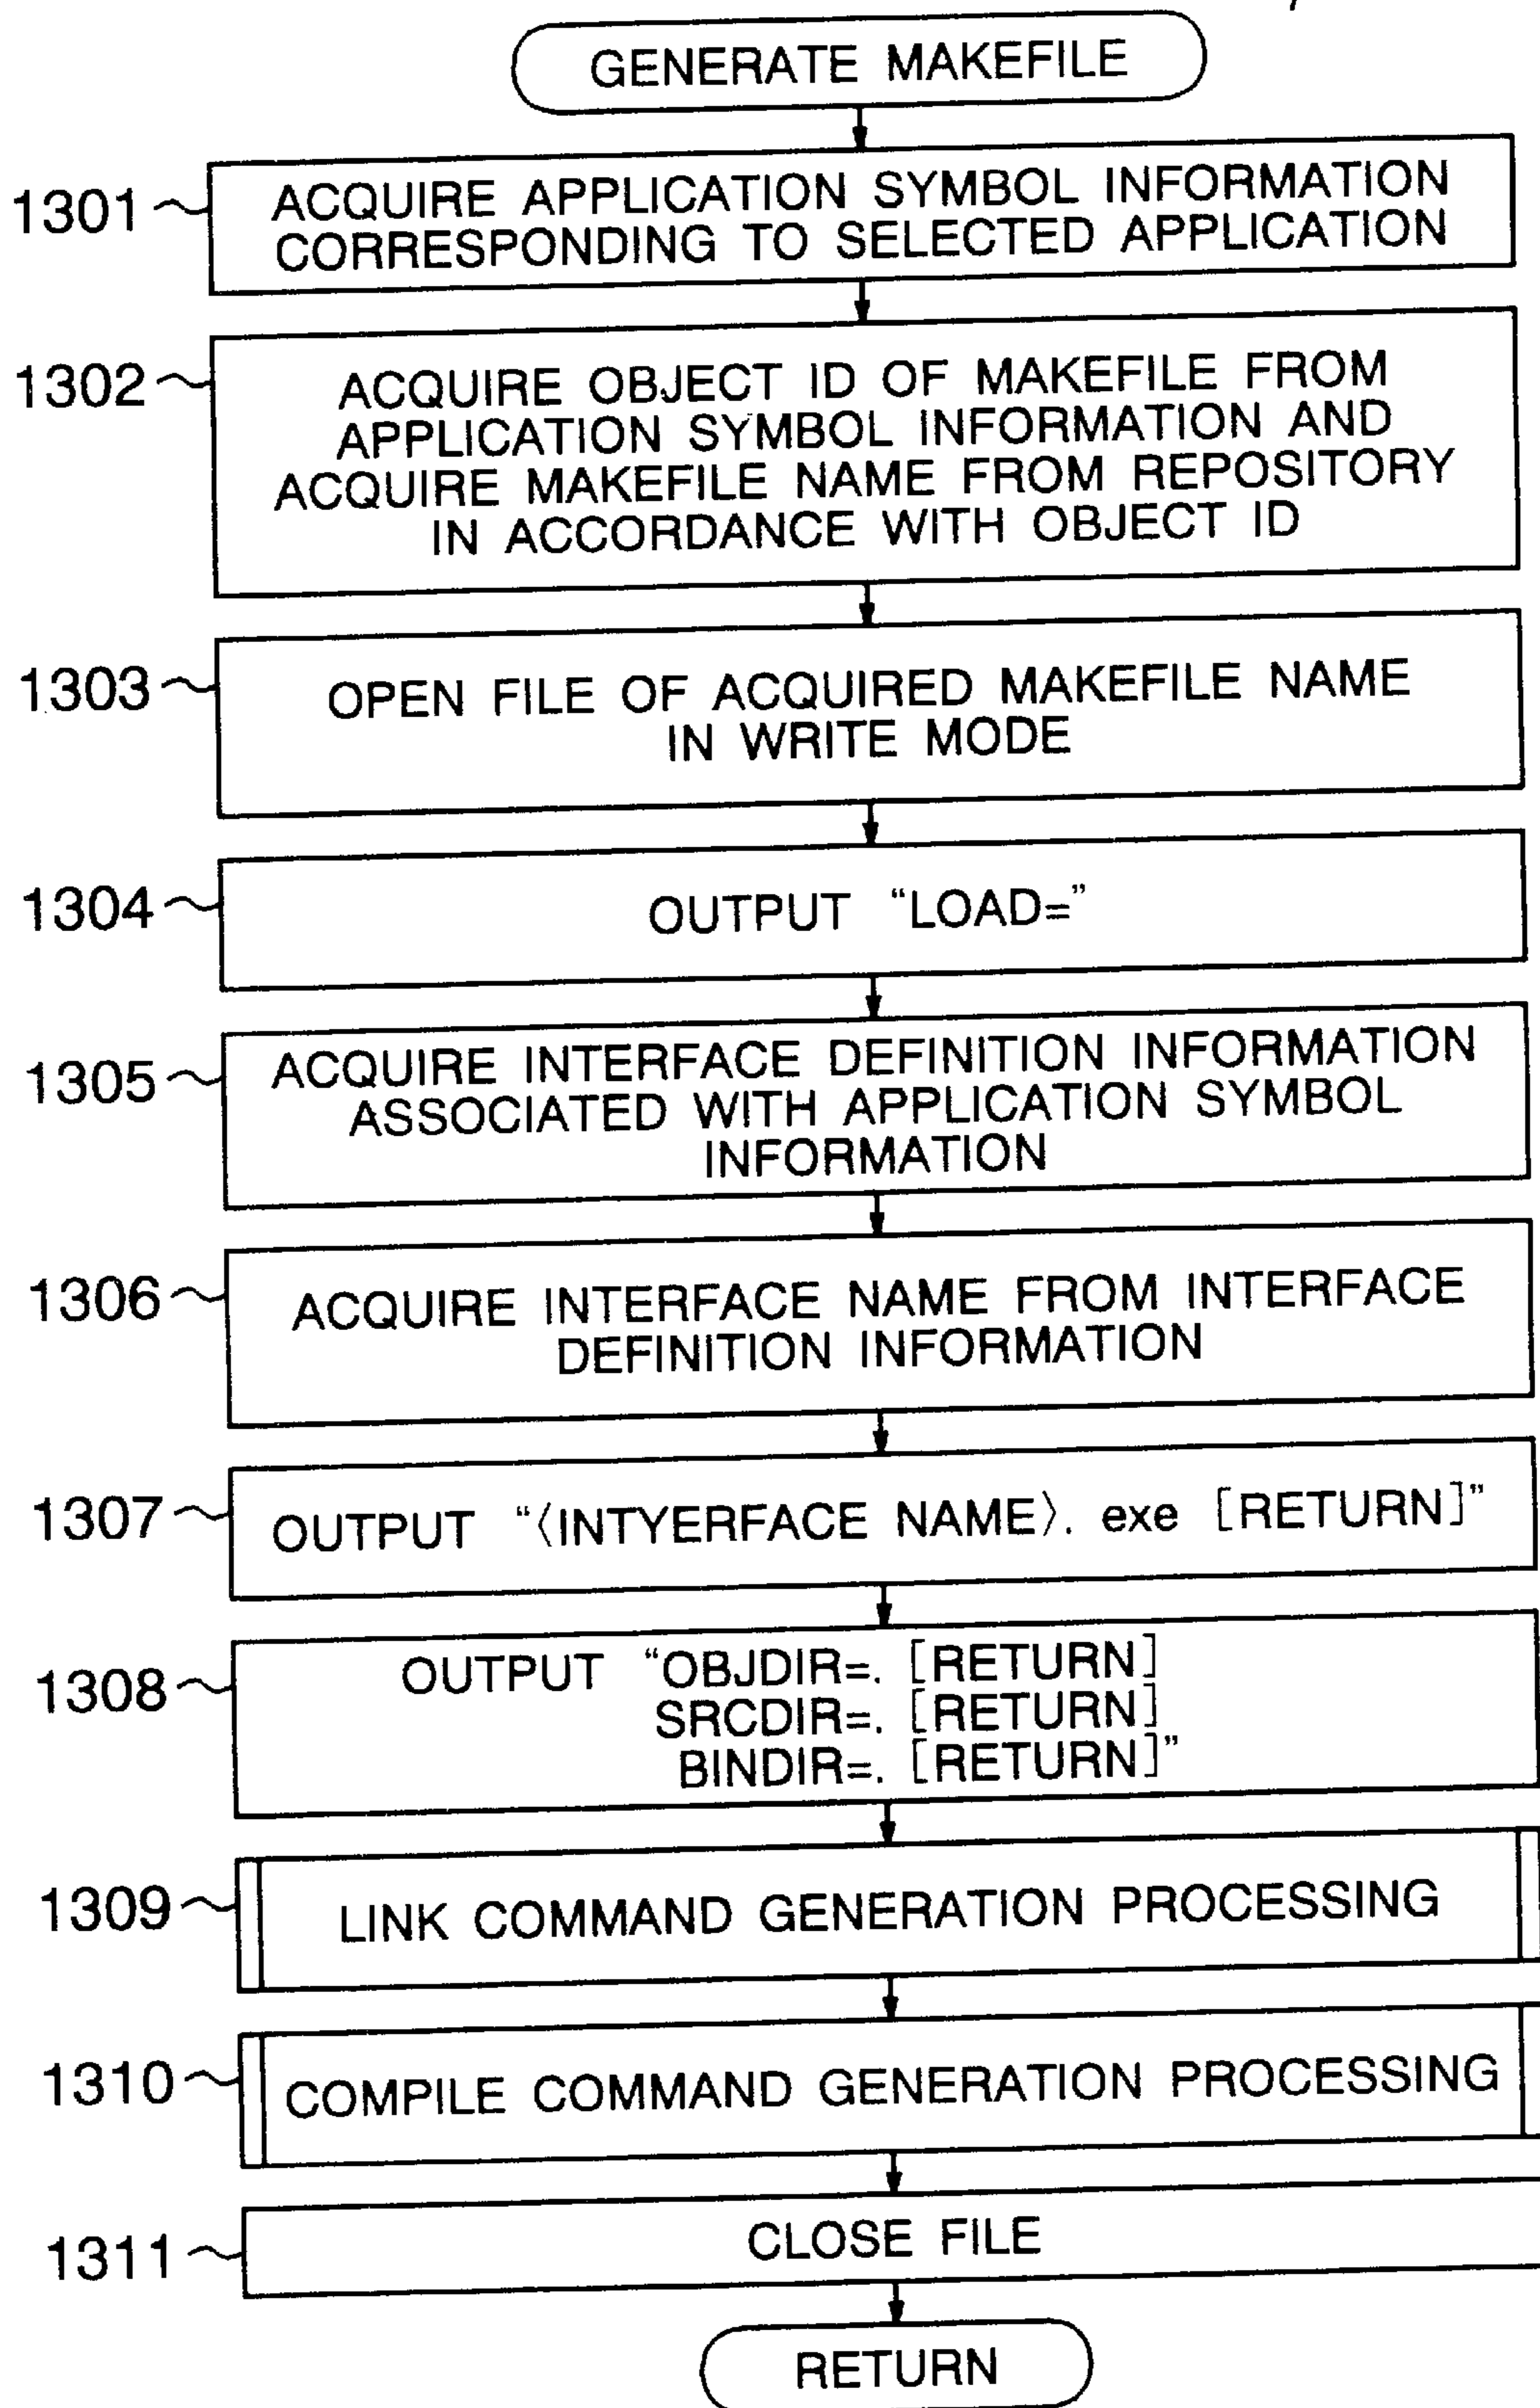 GENERATE MAKEFILE
1301
ACQUIRE APPLICATION SYMBOL INFORMATION
CORRESPONDING TO SELECTED APPLICATION
1302
ACQUIRE OBJECT ID OF MAKEFILE FROM
APPLICATION SYMBOL INFORMATION AND
ACQUIRE MAKEFILE NAME FROM REPOSITORY
IN ACCORDANCE WITH OBJECT ID
1303
OPEN FILE OF ACQUIRED MAKEFILE NAME
IN WRITE MODE
1304
OUTPUT “LOAD=”
1305
ACQUIRE INTERFACE DEFINITION INFORMATION
ASSOCIATED WITH APPLICATION SYMBOL
INFORMATION
1306
ACQUIRE INTERFACE NAME FROM INTERFACE
DEFINITION INFORMATION
1307
OUTPUT “〈INTYERFACE NAME〉. exe [RETURN]”
1308
OUTPUT “OBJDIR=. [RETURN]
SRCDIR=. [RETURN]
BINDIR=. [RETURN]”
1309
LINK COMMAND GENERATION PROCESSING
1310
COMPILE COMMAND GENERATION PROCESSING
1311
CLOSE FILE
RETURN